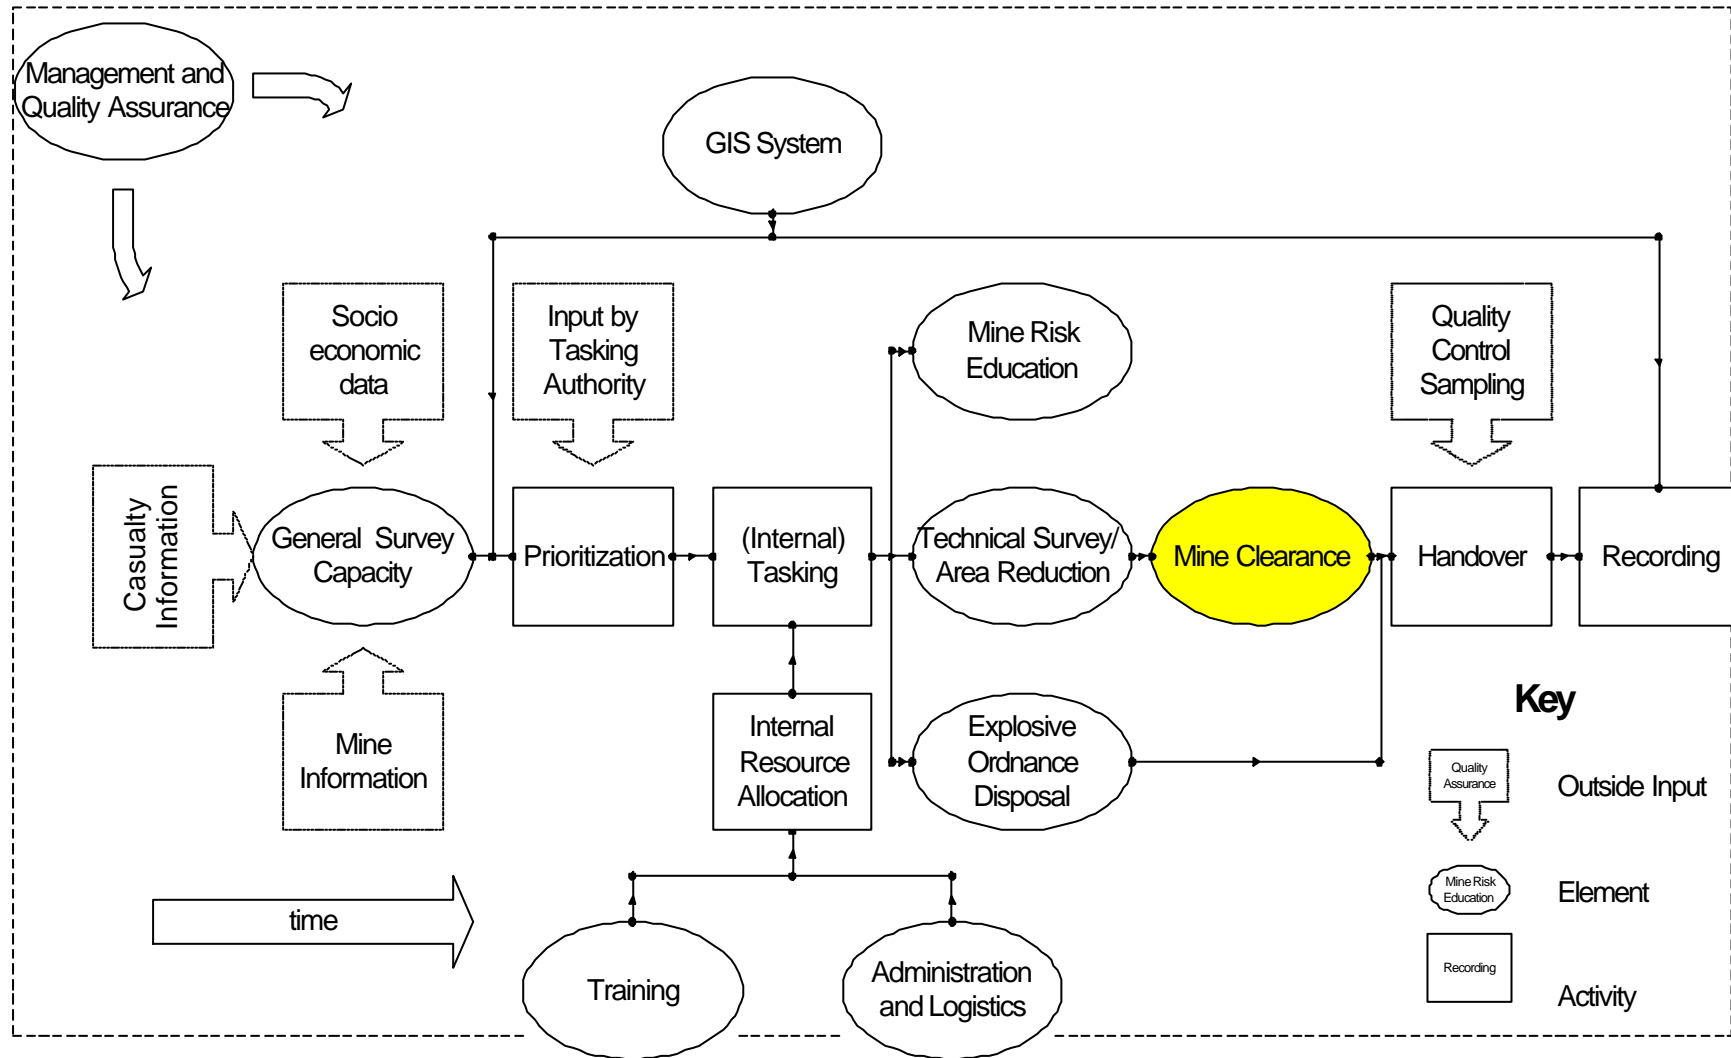 Management and
Quality Assurance
GIS System
Socio
economic
data
Input by
Tasking
Authority
Mine Risk
Education
Quality
Control
Sampling
Casualty
Information
General Survey
Capacity
Prioritization
(Internal)
Tasking
Technical Survey/
Area Reduction
Mine Clearance
Handover
Recording
Mine
Information
Internal
Resource
Allocation
Explosive
Ordnance
Disposal
Key
Quality
Assurance
Outside Input
Mine Risk
Education
Element
Recording
Activity
time
Training
Administration
and Logistics